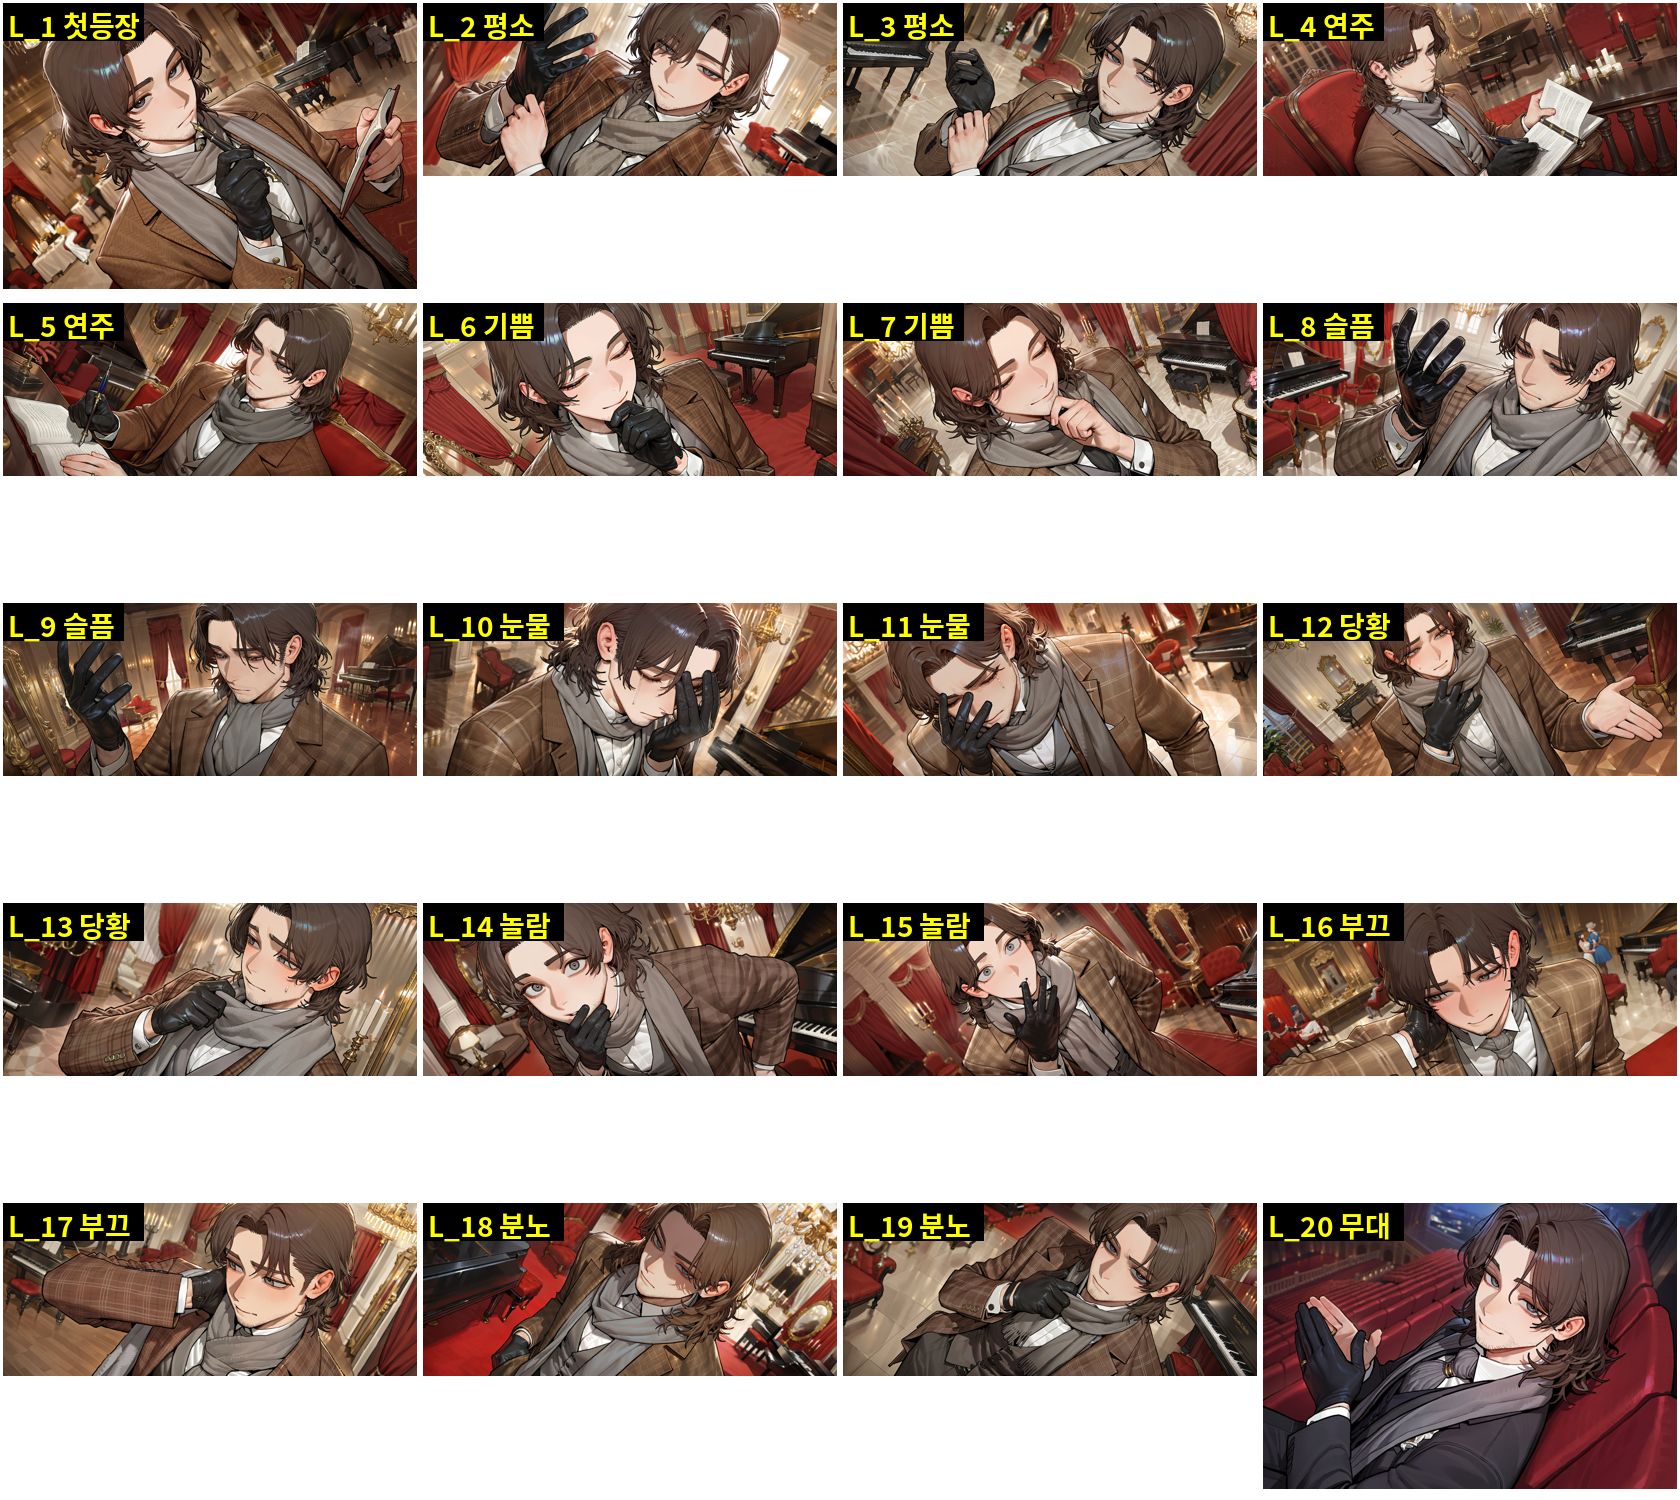 L_1 첫등장
L_2 평소
L_3 평소
L_4 연주
L_5 연주
L_6 기쁨
L_7 기쁨
L_8 슬픔
L_9 슬픔
L_10 눈물
L_11 눈물
L_12 당황
L_13 당황
L_14 놀람
L_15 놀람
L_16 부끄
L_17 부끄
L_18 분노
L_19 분노
L_20 무대